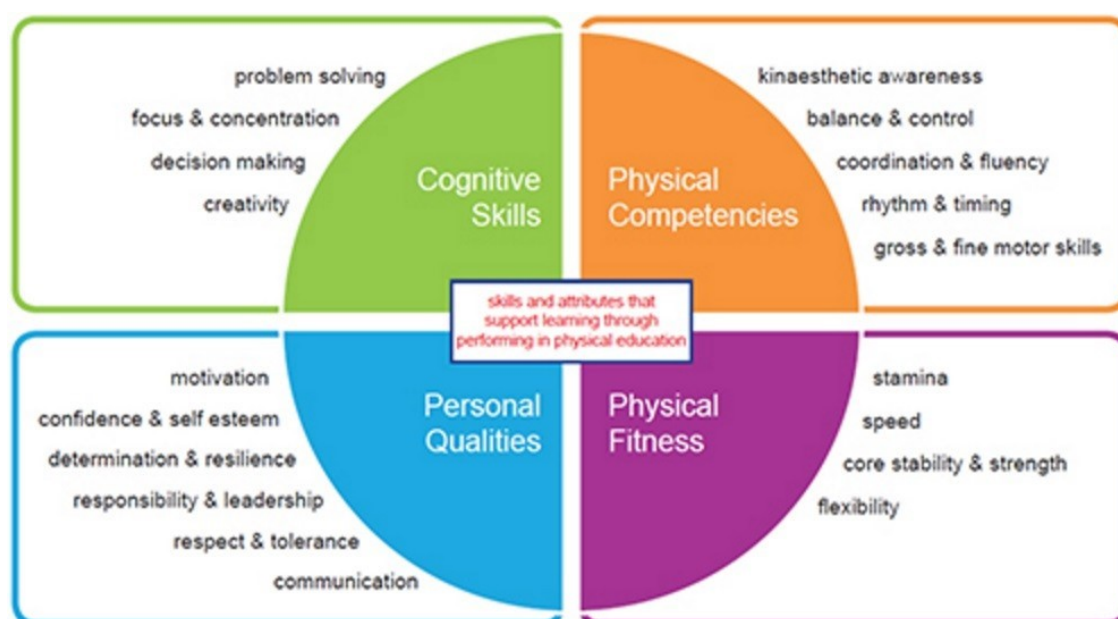 problem solving
focus & concentration
decision making
creativity
Cognitive
Skills
kinaesthetic awareness
balance & control
coordination & fluency
rhythm & timing
gross & fine motor skills
Physical
Competencies
skills and attributes that
support learning through
performing in physical education
motivation
confidence & self esteem
determination & resilience
responsibility & leadership
respect & tolerance
communication
Personal
Qualities
stamina
speed
core stability & strength
flexibility
Physical
Fitness